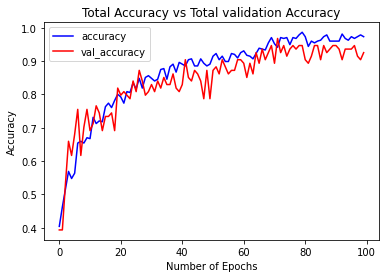 Total Accuracy vs Total validation Accuracy
accuracy
val_accuracy
1.0
0.9
0.8
0.7
0.6
0.5
0.4
Accuracy
0
20
40
60
80
100
Number of Epochs